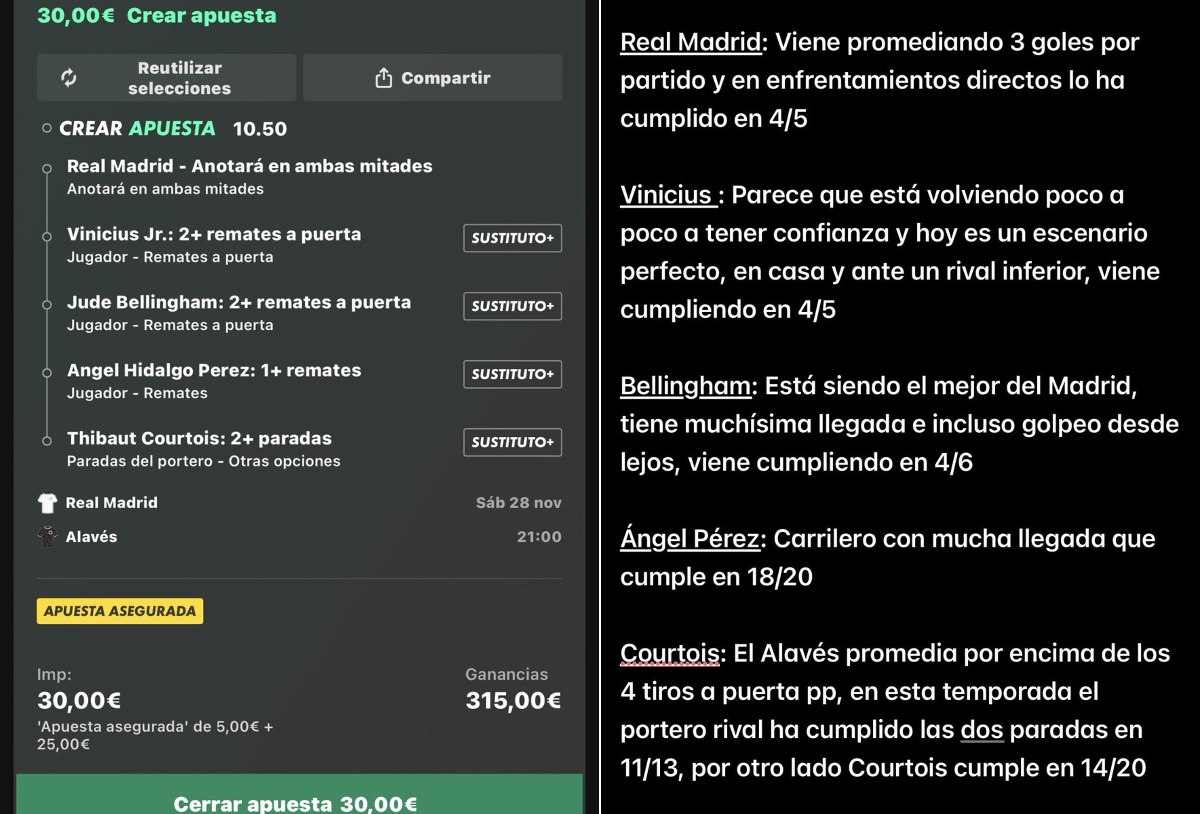 30,00€ Crear apuesta
Reutilizar
selecciones
Compartir
CREAR APUESTA 10.50
Real Madrid - Anotará en ambas mitades
Anotará en ambas mitades
Vinicius Jr.: 2+ remates a puerta
SUSTITUTO+
Jugador - Remates a puerta
Jude Bellingham: 2+ remates a puerta
SUSTITUTO+
Jugador - Remates a puerta
Angel Hidalgo Perez: 1+ remates
SUSTITUTO+
Jugador - Remates
Thibaut Courtois: 2+ paradas
SUSTITUTO+
Paradas del portero - Otras opciones
Real Madrid
Sáb 28 nov
Alavés
21:00
APUESTA ASEGURADA
Imp:
Ganancias
30,00€
315,00€
'Apuesta asegurada' de 5,00€ +
25,00€
Cerrar apuesta 30,00€
Real Madrid: Viene promediando 3 goles por
partido y en enfrentamientos directos lo ha
cumplido en 4/5
Vinicius : Parece que está volviendo poco a
poco a tener confianza y hoy es un escenario
perfecto, en casa y ante un rival inferior, viene
cumpliendo en 4/5
Bellingham: Está siendo el mejor del Madrid,
tiene muchísima llegada e incluso golpeo desde
lejos, viene cumpliendo en 4/6
Ángel Pérez: Carrilero con mucha llegada que
cumple en 18/20
Courtois: El Alavés promedia por encima de los
4 tiros a puerta pp, en esta temporada el
portero rival ha cumplido las dos paradas en
11/13, por otro lado Courtois cumple en 14/20